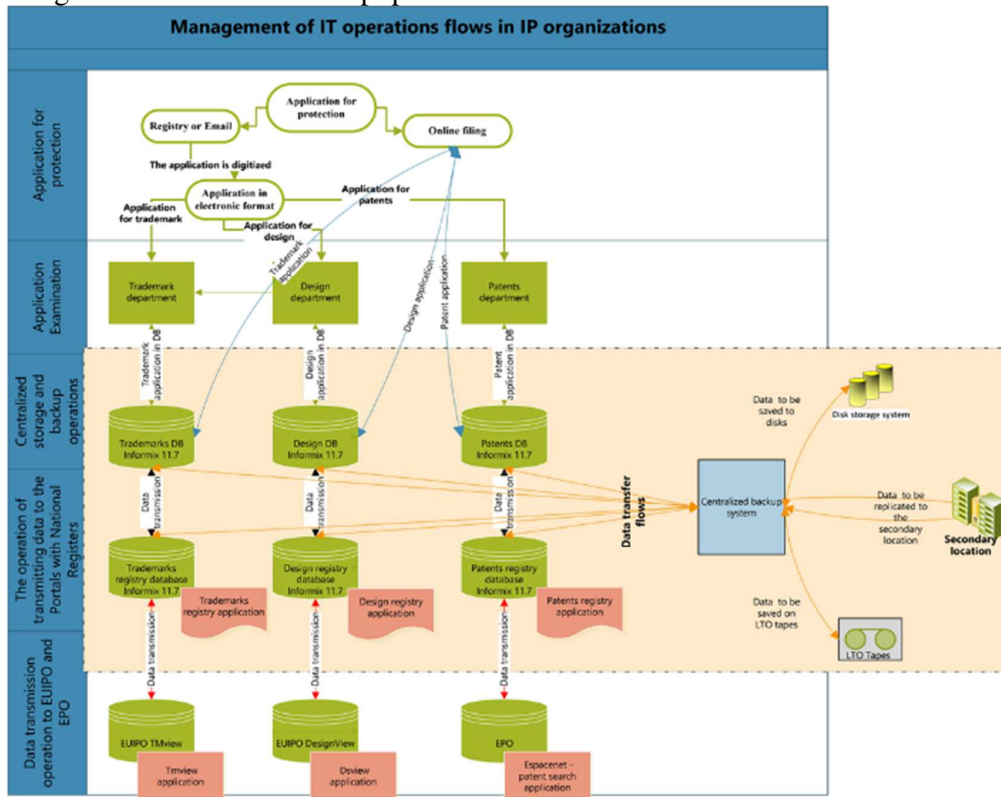 Management of IT operations flows in IP organizations
Application for
protection
Application for
protection
Registry or Email
Online filing
The application is digitized
Application in
electronic format
Application for
patents
Application
for trademark
Application for
design
Trademark
application
Design application
Patent application
Application
Examination
Trademark
department
Design
department
Patents
department
Trademark
application in DB
Design
application in DB
Patent
application in DB
Centralized
storage and
backup
operations
Trademarks DB
Informix 11.7
Design DB
Informix 11.7
Patents DB
Informix 11.7
Data to be
saved to
disks
Disk storage system
The operation of
transmitting data to the
Portals with National
Registers
Data
transmission
Data
transmission
Data
transmission
Data transfer
flows
Centralized backup
system
Data to be
replicated to
the
secondary
location
Secondary
location
Trademarks
registry database
Informix 11.7
Design registry
database
Informix 11.7
Patents registry
database
Informix 11.7
Trademarks
registry application
Design registry
application
Patents registry
application
Data to be
saved on
LTO tapes
LTO Tapes
Data transmission
operation to EUIPO and
EPO
Data transmission
Data transmission
Data transmission
EUIPO TMview
EUIPO DesignView
EPO
Tmview
application
Dsview
application
Espacenet -
patent search
application